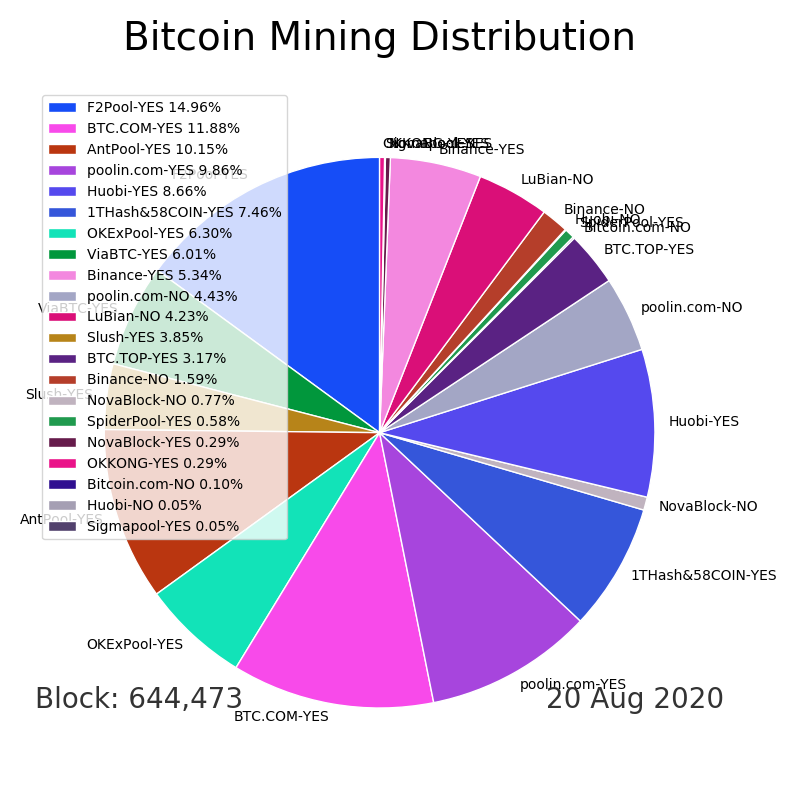 Bitcoin Mining Distribution
F2Pool-YES 14.96%
BTC.COM-YES 11.88%
AntPool-YES 10.15%
poolin.com-YES 9.86%
Huobi-YES 8.66%
1THash&58COIN-YES 7.46%
OKExPool-YES 6.30%
ViaBTC-YES 6.01%
Binance-YES 5.34%
poolin.com-NO 4.43%
LuBian-NO 4.23%
Slush-YES 3.85%
BTC.TOP-YES 3.17%
Binance-NO 1.59%
NovaBlock-NO 0.77%
SpiderPool-YES 0.58%
NovaBlock-YES 0.29%
OKKONG-YES 0.29%
Bitcoin.com-NO 0.10%
Huobi-NO 0.05%
Sigmapool-YES 0.05%
F2Pool-YES
ViaBTC-YES
Slush-YES
AntPool-YES
OKExPool-YES
BTC.COM-YES
poolin.com-YES
1THash&58COIN-YES
NovaBlock-NO
Huobi-YES
poolin.com-NO
BTC.TOP-YES
Bitcoin.com-NO
SpiderPool-YES
Huobi-NO
Binance-NO
LuBian-NO
Binance-YES
Block: 644,473
20 Aug 2020